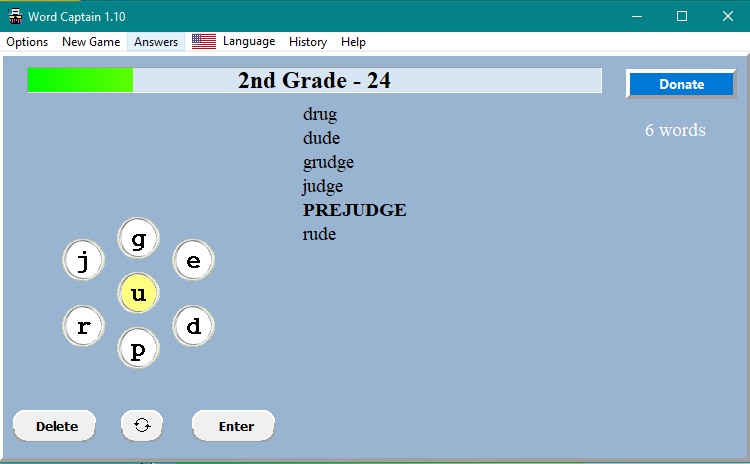 Word Captain 1.10
Options New Game Answers Language History Help
2nd Grade - 24
Donate
6 words
drug
dude
grudge
judge
PREJUDGE
rude
g
j e
u
r d
p
Delete Enter